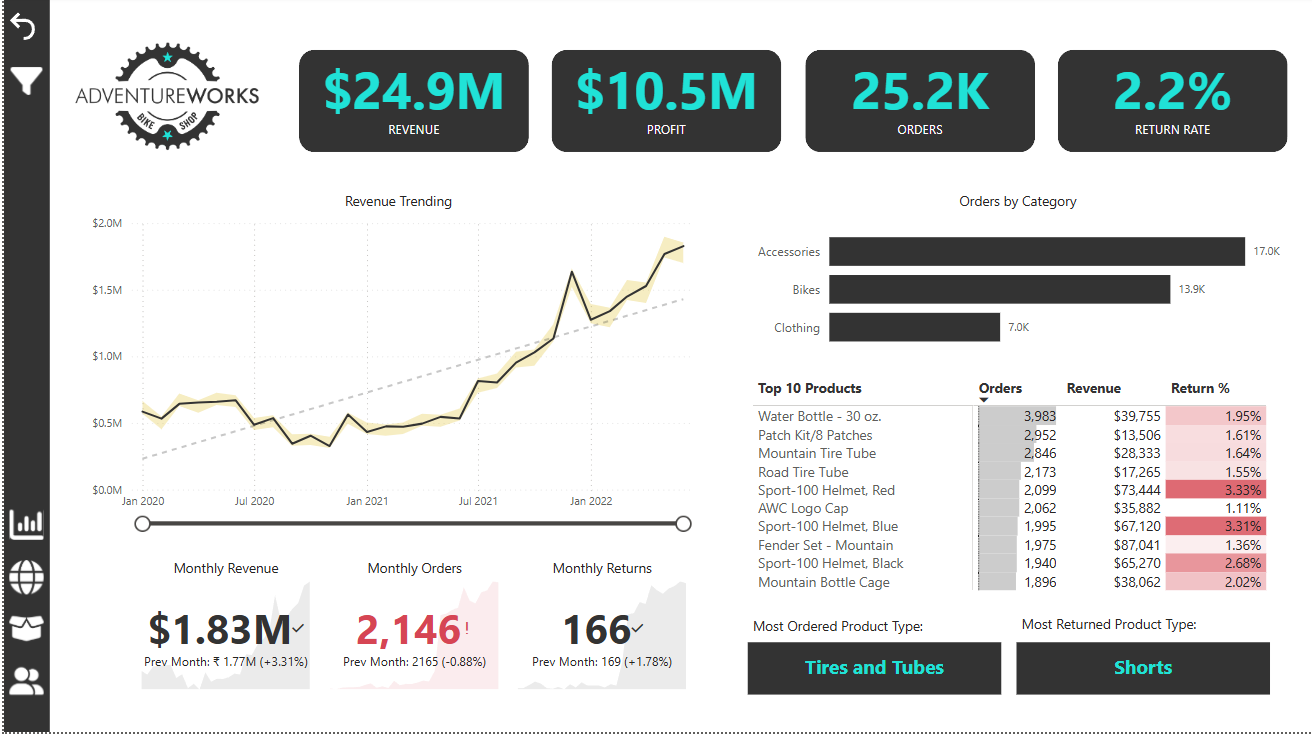 ADVENTUREWORKS
BIKE SHOP
$24.9M
REVENUE
$10.5M
PROFIT
25.2K
ORDERS
2.2%
RETURN RATE
Revenue Trending
$2.0M
$1.5M
$1.0M
$0.5M
$0.0M
Jan 2020 Jul 2020 Jan 2021 Jul 2021 Jan 2022
Orders by Category
Accessories 17.0K
Bikes 13.9K
Clothing 7.0K
Top 10 Products Orders Revenue Return %
Water Bottle - 30 oz. 3,983 $39,755 1.95%
Patch Kit/8 Patches 2,952 $13,506 1.61%
Mountain Tire Tube 2,846 $28,333 1.64%
Road Tire Tube 2,173 $17,265 1.55%
Sport-100 Helmet, Red 2,099 $73,444 3.33%
AWC Logo Cap 2,062 $35,882 1.11%
Sport-100 Helmet, Blue 1,995 $67,120 3.31%
Fender Set - Mountain 1,975 $87,041 1.36%
Sport-100 Helmet, Black 1,940 $65,270 2.68%
Mountain Bottle Cage 1,896 $38,062 2.02%
Monthly Revenue
$1.83M
Prev Month: ₹ 1.77M (+3.31%)
Monthly Orders
2,146!
Prev Month: 2165 (-0.88%)
Monthly Returns
166
Prev Month: 169 (+1.78%)
Most Ordered Product Type:
Tires and Tubes
Most Returned Product Type:
Shorts